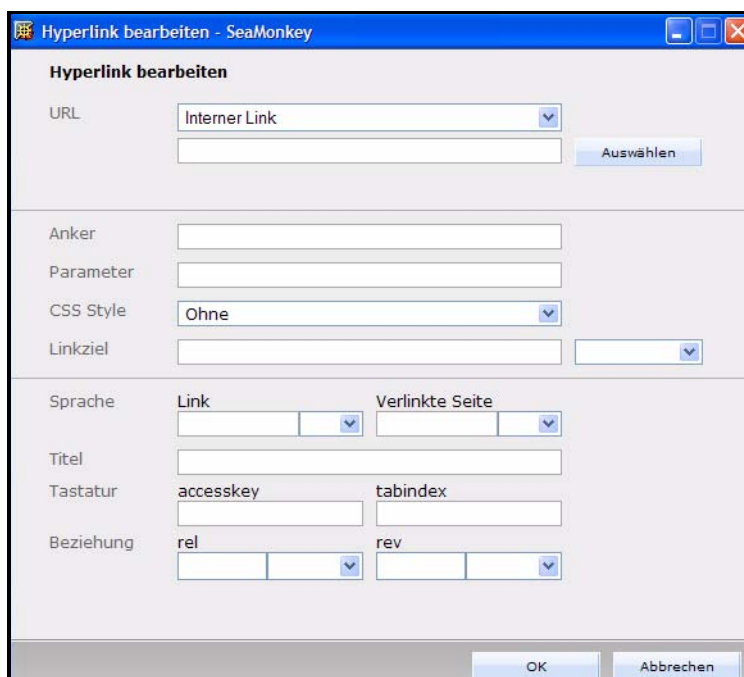 Hyperlink bearbeiten - SeaMonkey
Hyperlink bearbeiten
URL Interner Link
Auswählen
Anker
Parameter
CSS Style Ohne
Linkziel
Sprache Link Verlinkte Seite
Titel
Tastatur accesskey tabindex
Beziehung rel rev
OK Abbrechen